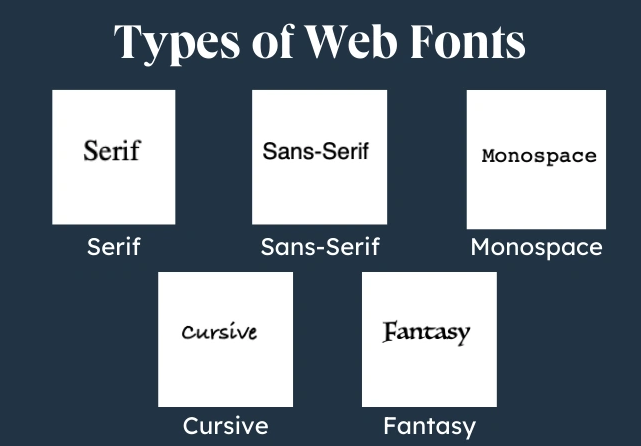 Types of Web Fonts
Serif
Sans-Serif
Monospace
Serif
Sans-Serif
Monospace
Cursive
Fantasy
Cursive
Fantasy